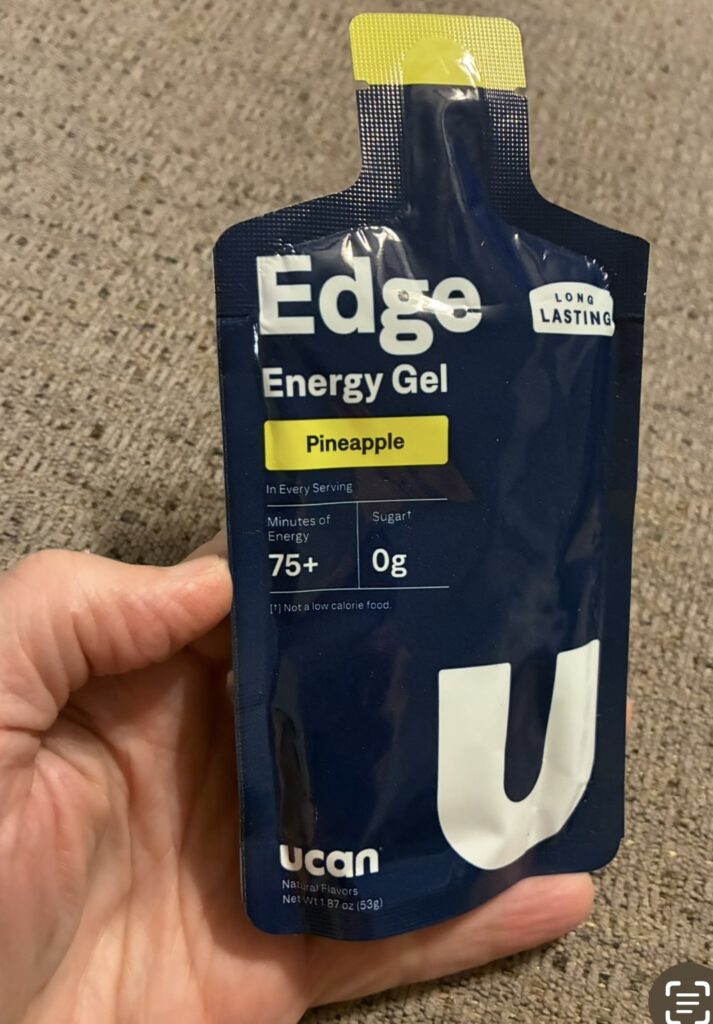 Edge
LONG
LASTING
Energy Gel
Pineapple
In Every Serving
Minutes of
Energy
75+
Sugar†
0g
[†] Not a low calorie food.
U
ucan
Natural Flavors
Net Wt 1.87 oz (53g)